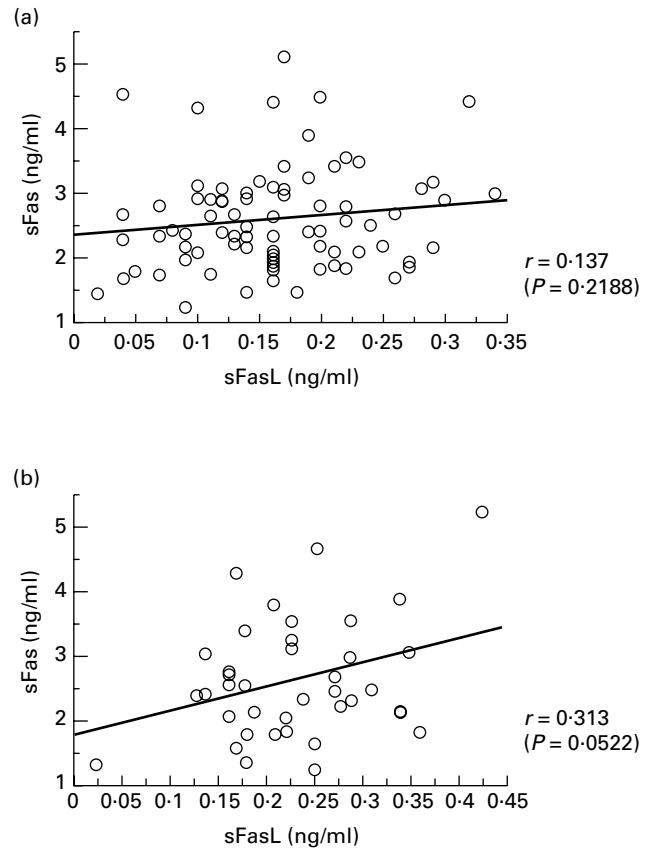 (a)
5
4
3
2
1
sFas (ng/ml)
0 0·05 0·1 0·15 0·2 0·25 0·3 0·35
sFasL (ng/ml)
r = 0·137
(P = 0·2188)
(b)
5
4
3
2
1
sFas (ng/ml)
0 0·05 0·1 0·15 0·2 0·25 0·3 0·35 0·4 0·45
sFasL (ng/ml)
r = 0·313
(P = 0·0522)